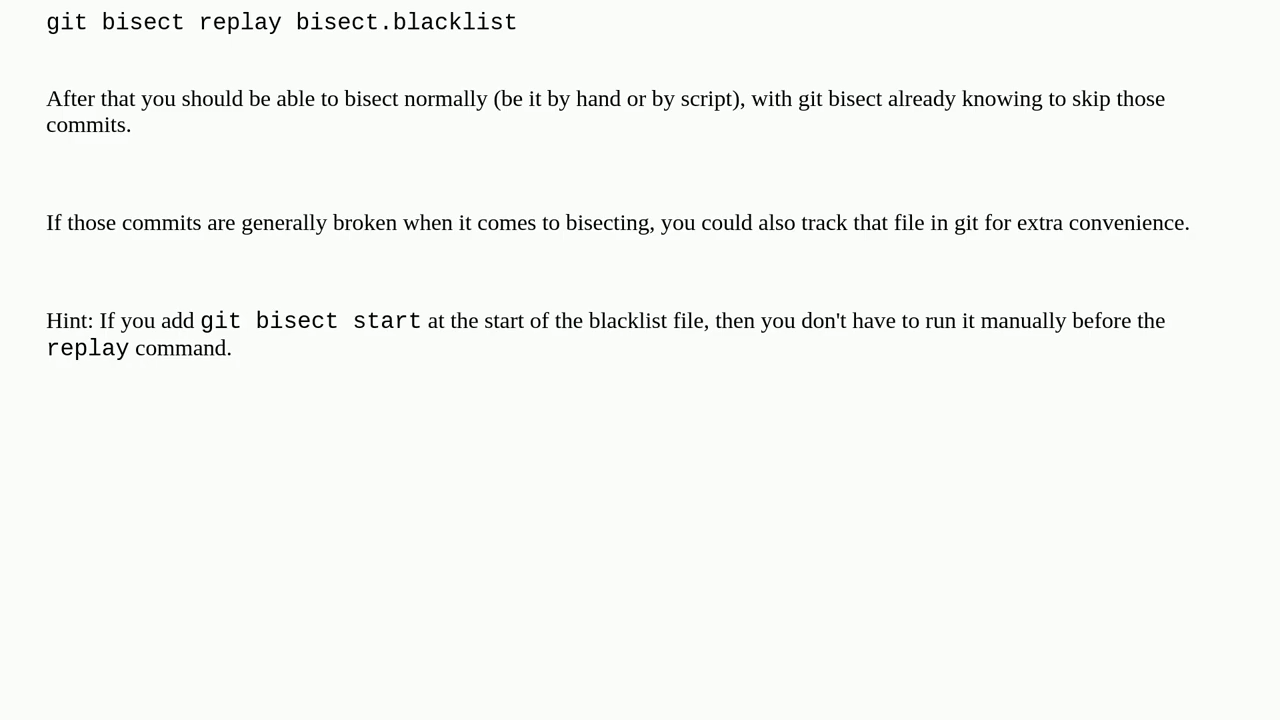 git bisect replay bisect.blacklist
After that you should be able to bisect normally (be it by hand or by script), with git bisect already knowing to skip those
commits.
If those commits are generally broken when it comes to bisecting, you could also track that file in git for extra convenience.
Hint: If you add git bisect start at the start of the blacklist file, then you don't have to run it manually before the
replay command.